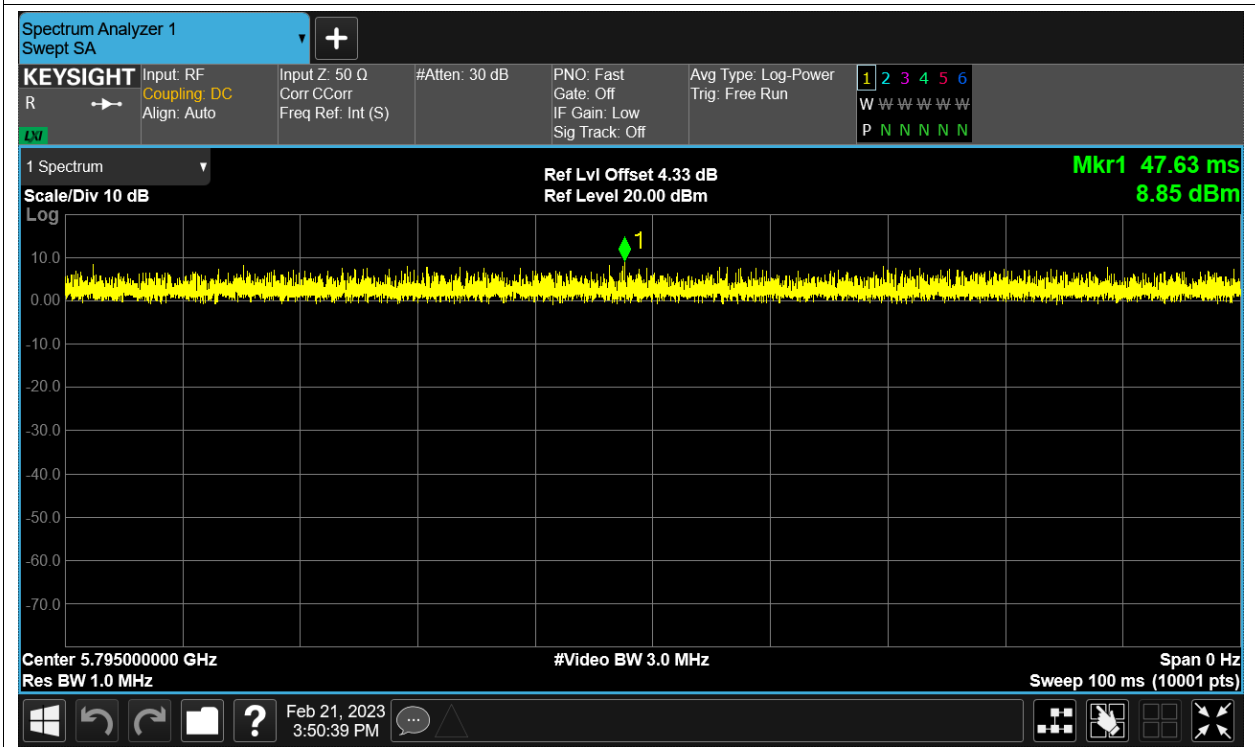 Spectrum Analyzer 1
Swept SA
KEYSIGHT
R
LXI
Input: RF
Coupling: DC
Align: Auto
Input Z: 50 Ω
Corr CCorr
Freq Ref: Int (S)
#Atten: 30 dB
PNO: Fast
Gate: Off
IF Gain: Low
Sig Track: Off
Avg Type: Log-Power
Trig: Free Run
1 2 3 4 5 6
W W W W W W
P N N N N N
1 Spectrum
Scale/Div 10 dB
Ref Lvl Offset 4.33 dB
Ref Level 20.00 dBm
Mkr1 47.63 ms
8.85 dBm
Log
1
10.0
0.00
-10.0
-20.0
-30.0
-40.0
-50.0
-60.0
-70.0
Center 5.795000000 GHz
Res BW 1.0 MHz
#Video BW 3.0 MHz
Span 0 Hz
Sweep 100 ms (10001 pts)
?
Feb 21, 2023
3:50:39 PM